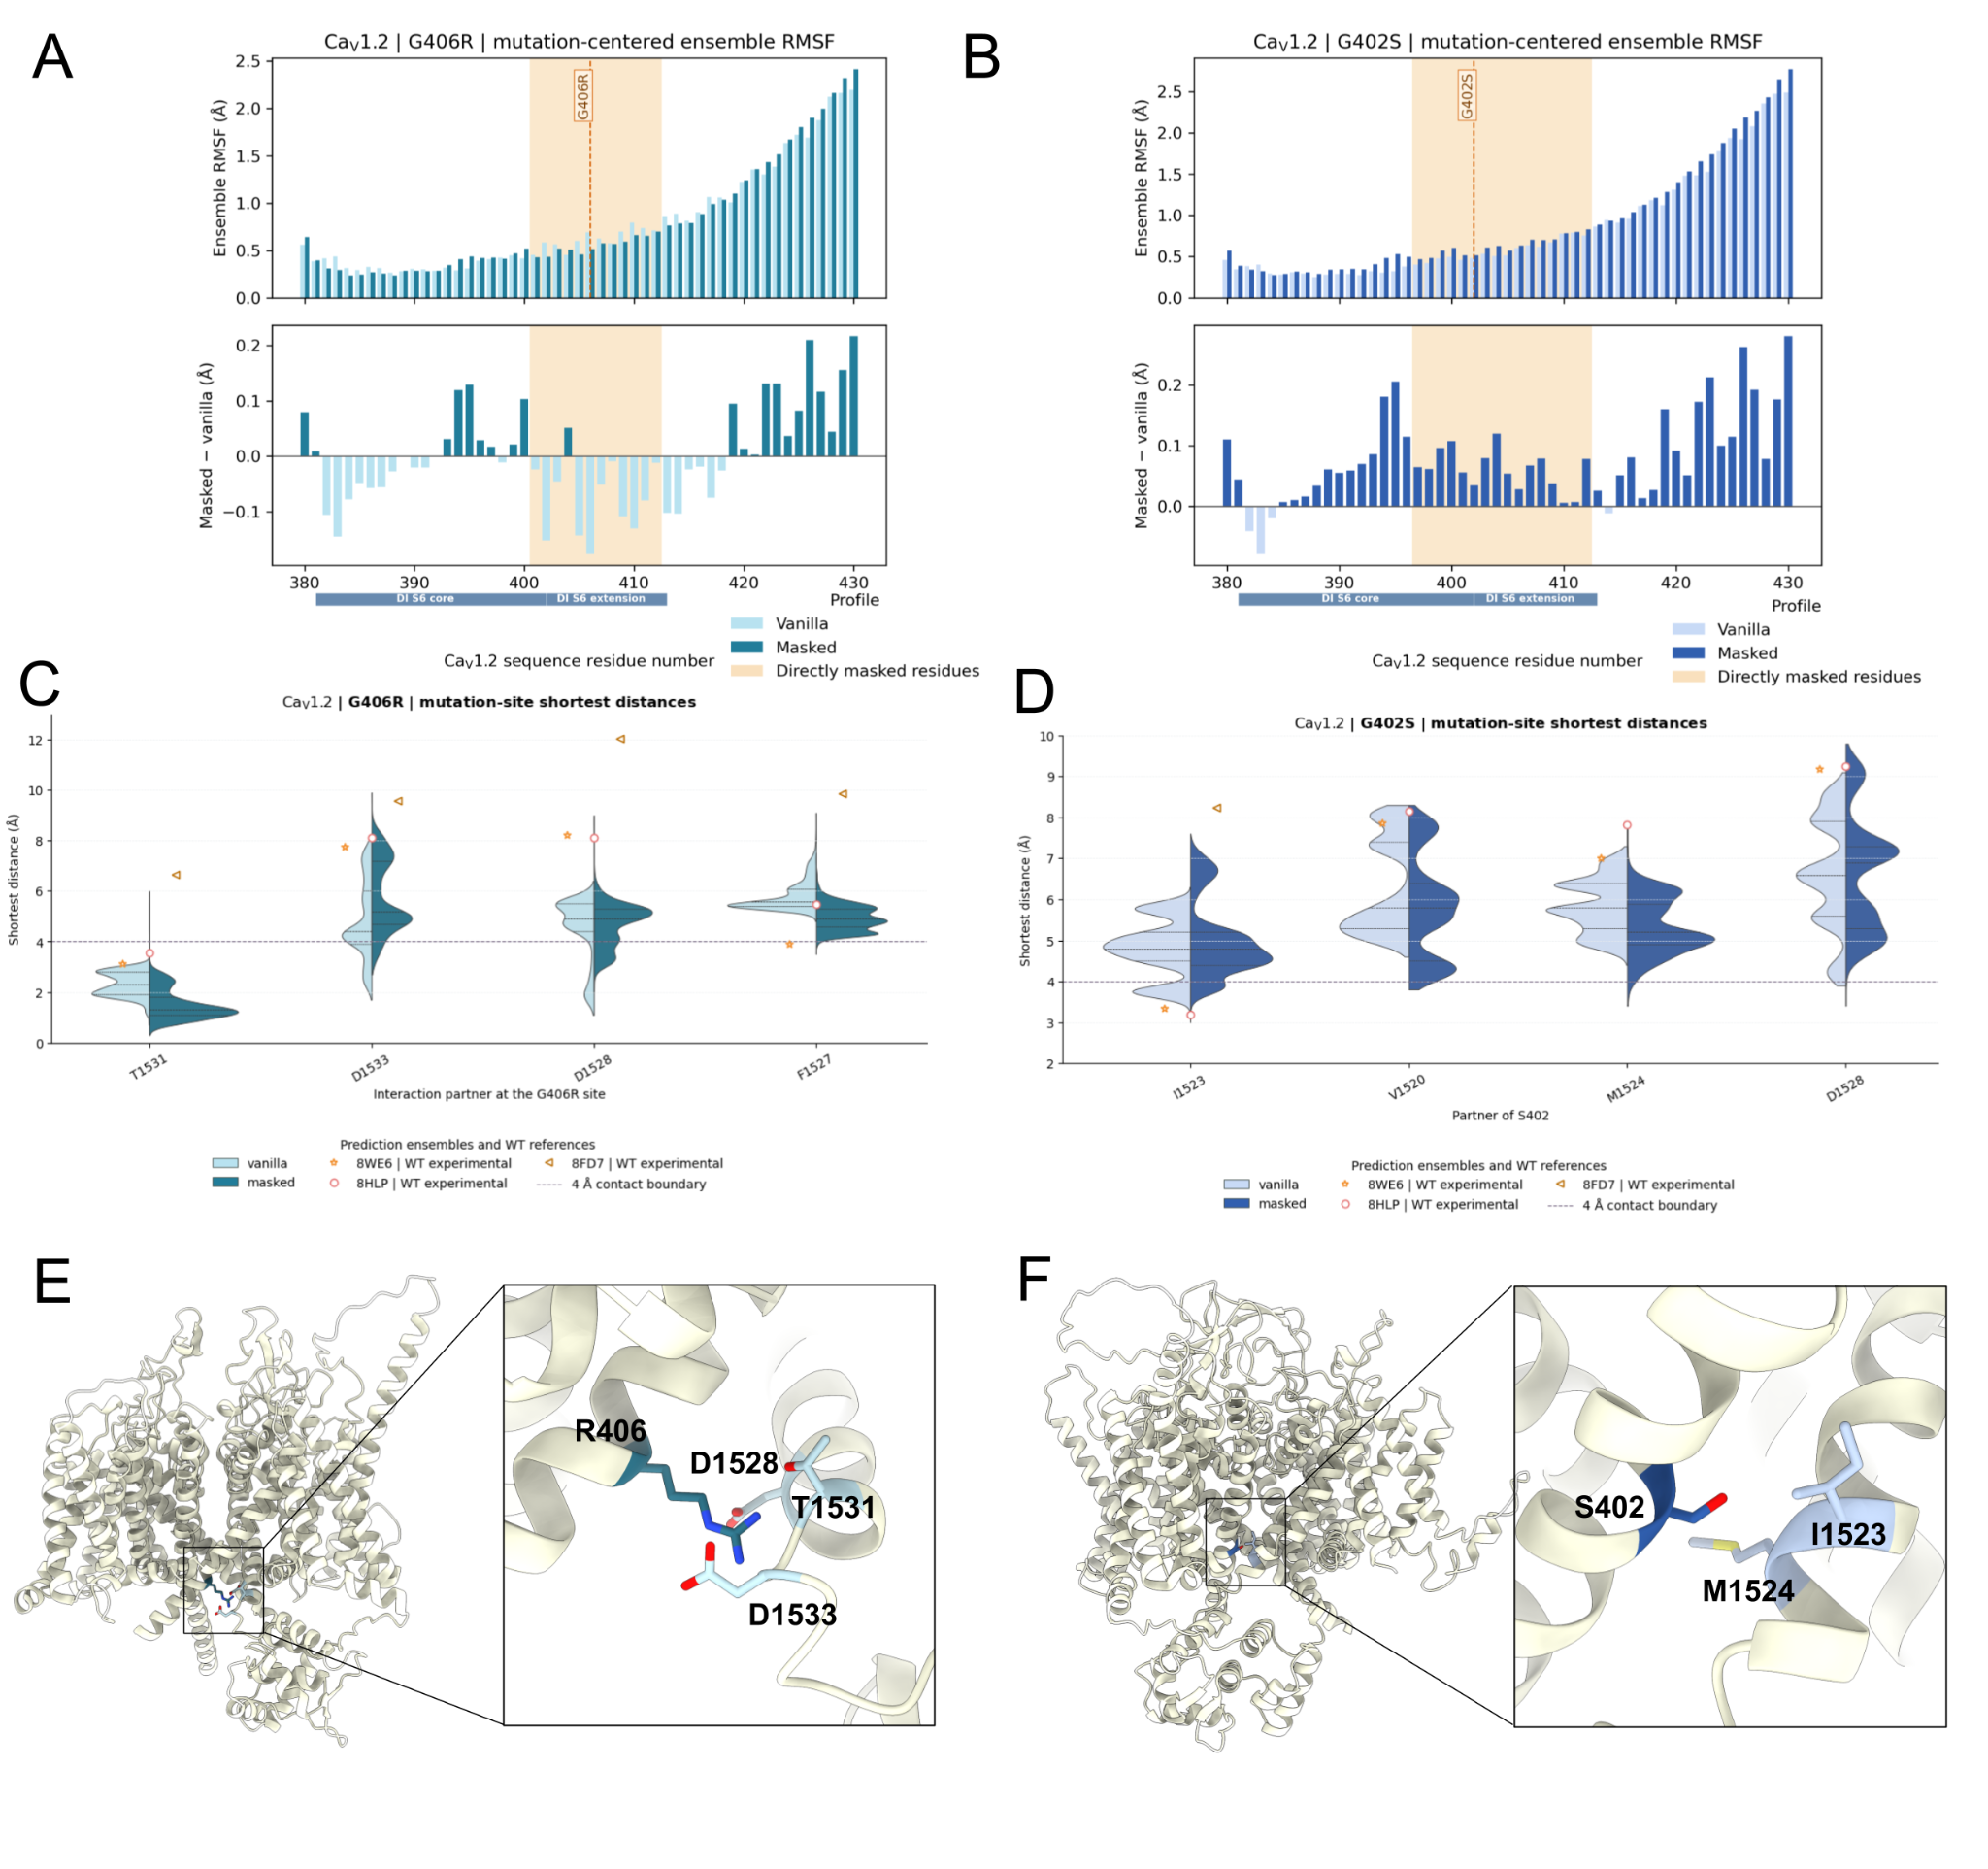 A
CaV1.2 | G406R | mutation-centered ensemble RMSF
Ensemble RMSF (Å)
2.5
2.0
1.5
1.0
0.5
0.0
G406R
Masked − vanilla (Å)
0.2
0.1
0.0
−0.1
380 390 400 410 420 430
DI S6 core DI S6 extension
Profile
Vanilla
Masked
Directly masked residues
CaV1.2 sequence residue number
B
CaV1.2 | G402S | mutation-centered ensemble RMSF
Ensemble RMSF (Å)
2.5
2.0
1.5
1.0
0.5
0.0
G402S
Masked − vanilla (Å)
0.2
0.1
0.0
380 390 400 410 420 430
DI S6 core DI S6 extension
Profile
Vanilla
Masked
Directly masked residues
CaV1.2 sequence residue number
C
CaV1.2 | G406R | mutation-site shortest distances
Shortest distance (Å)
12
10
8
6
4
2
0
T1531 D1533 D1528 F1527
Interaction partner at the G406R site
Prediction ensembles and WT references
vanilla 8WE6 | WT experimental 8FD7 | WT experimental
masked 8HLP | WT experimental 4 Å contact boundary
D
CaV1.2 | G402S | mutation-site shortest distances
Shortest distance (Å)
10
9
8
7
6
5
4
3
2
I1523 V1520 M1524 D1528
Partner of S402
Prediction ensembles and WT references
vanilla 8WE6 | WT experimental 8FD7 | WT experimental
masked 8HLP | WT experimental 4 Å contact boundary
E
R406
D1528
T1531
D1533
F
S402
I1523
M1524